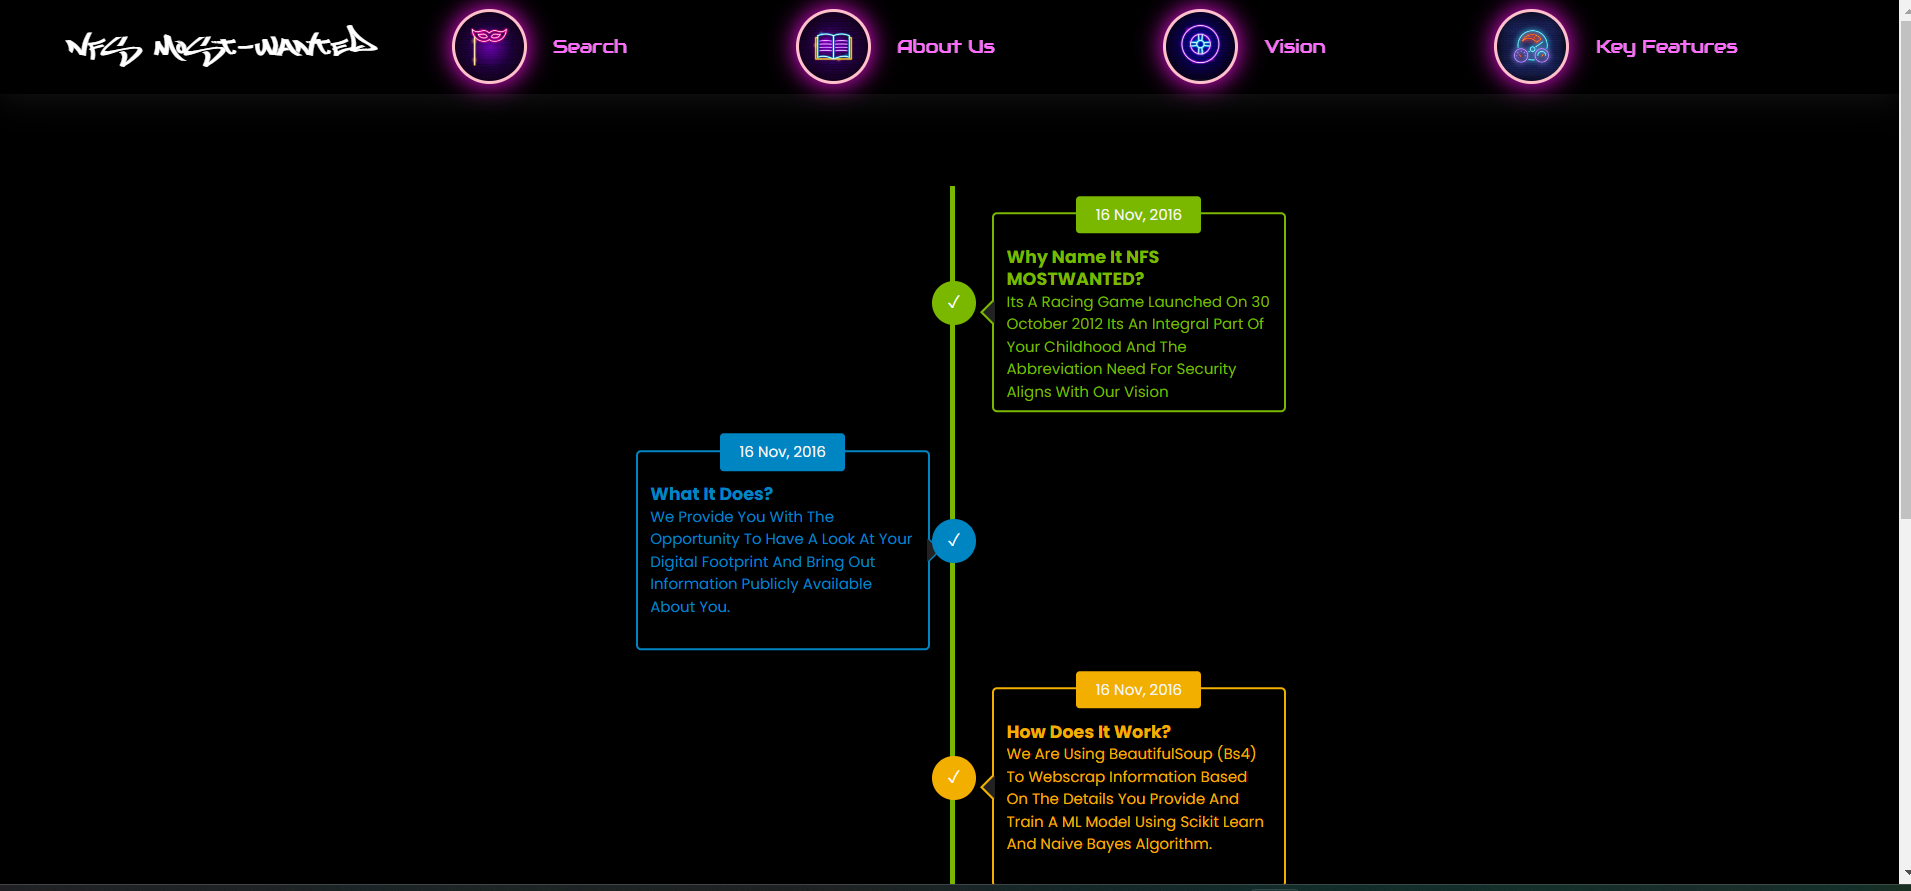 NFS MOST-WANTED
Search
About Us
Vision
Key Features
16 Nov, 2016
Why Name It NFS
MOSTWANTED?
Its A Racing Game Launched On 30
October 2012 Its An Integral Part Of
Your Childhood And The
Abbreviation Need For Security
Aligns With Our Vision
16 Nov, 2016
What It Does?
We Provide You With The
Opportunity To Have A Look At Your
Digital Footprint And Bring Out
Information Publicly Available
About You.
16 Nov, 2016
How Does It Work?
We Are Using BeautifulSoup (Bs4)
To Webscrap Information Based
On The Details You Provide And
Train A ML Model Using Scikit Learn
And Naive Bayes Algorithm.